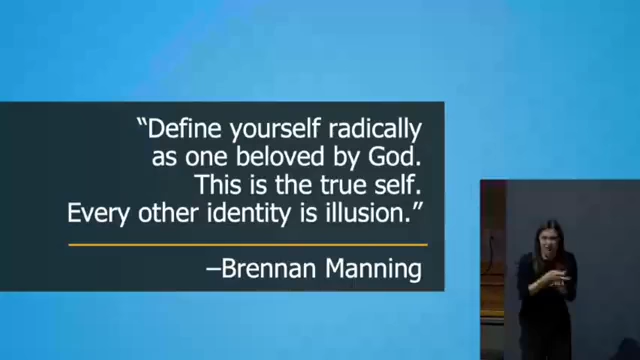 “Define yourself radically
as one beloved by God.
This is the true self.
Every other identity is illusion.”
–Brennan Manning